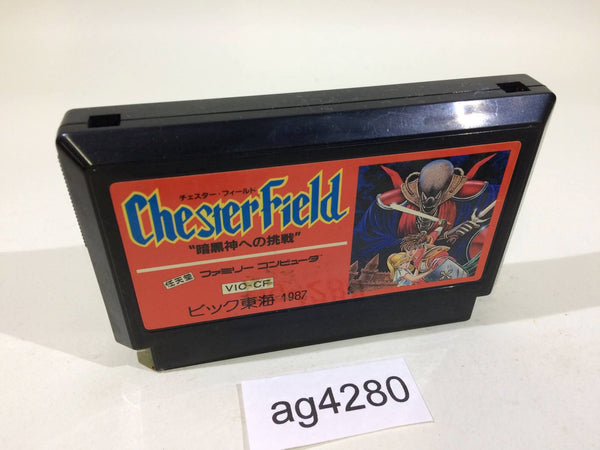 チェスター・フィールド
ChesterField
"暗黒神への挑戦"
任天堂 ファミリー コンピュータ
VIC-CF
ビック東海 1987
ag4280